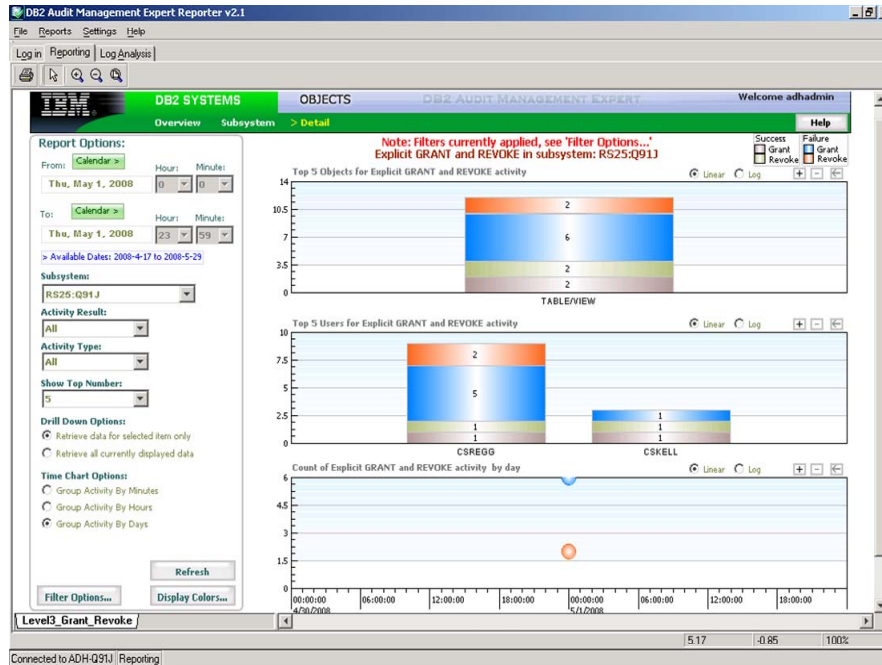 DB2 Audit Management Expert Reporter v2.1
File Reports Settings Help
Log in Reporting Log Analysis
IBM.
DB2 SYSTEMS OBJECTS DB2 AUDIT MANAGEMENT EXPERT Welcome adhadmin
Overview Subsystem > Detail Help
Report Options:
From: Calendar > Hour: Minute:
Thu, May 1, 2008 0 0
To: Calendar > Hour: Minute:
Thu, May 1, 2008 23 59
> Available Dates: 2008-4-17 to 2008-5-29
Subsystem:
RS25:Q91J
Activity Result:
All
Activity Type:
All
Show Top Number:
5
Drill Down Options:
Retrieve data for selected item only
Retrieve all currently displayed data
Time Chart Options:
Group Activity By Minutes
Group Activity By Hours
Group Activity By Days
Refresh
Filter Options... Display Colors...
Note: Filters currently applied, see 'Filter Options...'
Explicit GRANT and REVOKE in subsystem: RS25:Q91J
Success Failure
Grant Grant
Revoke Revoke
Top 5 Objects for Explicit GRANT and REVOKE activity Linear Log
14
10.5
7
3.5
0
2
6
2
2
TABLE/VIEW
Top 5 Users for Explicit GRANT and REVOKE activity Linear Log
10
7.5
5
2.5
0
2
5
1
1
1
1
1
CSREGG CSKELL
Count of Explicit GRANT and REVOKE activity by day Linear Log
6
4.5
3
1.5
0
00:00:00 06:00:00 12:00:00 18:00:00 00:00:00 06:00:00 12:00:00 18:00:00
4/30/2008 5/1/2008
Level3_Grant_Revoke
5.17 -0.85 100%
Connected to ADH-Q91J Reporting